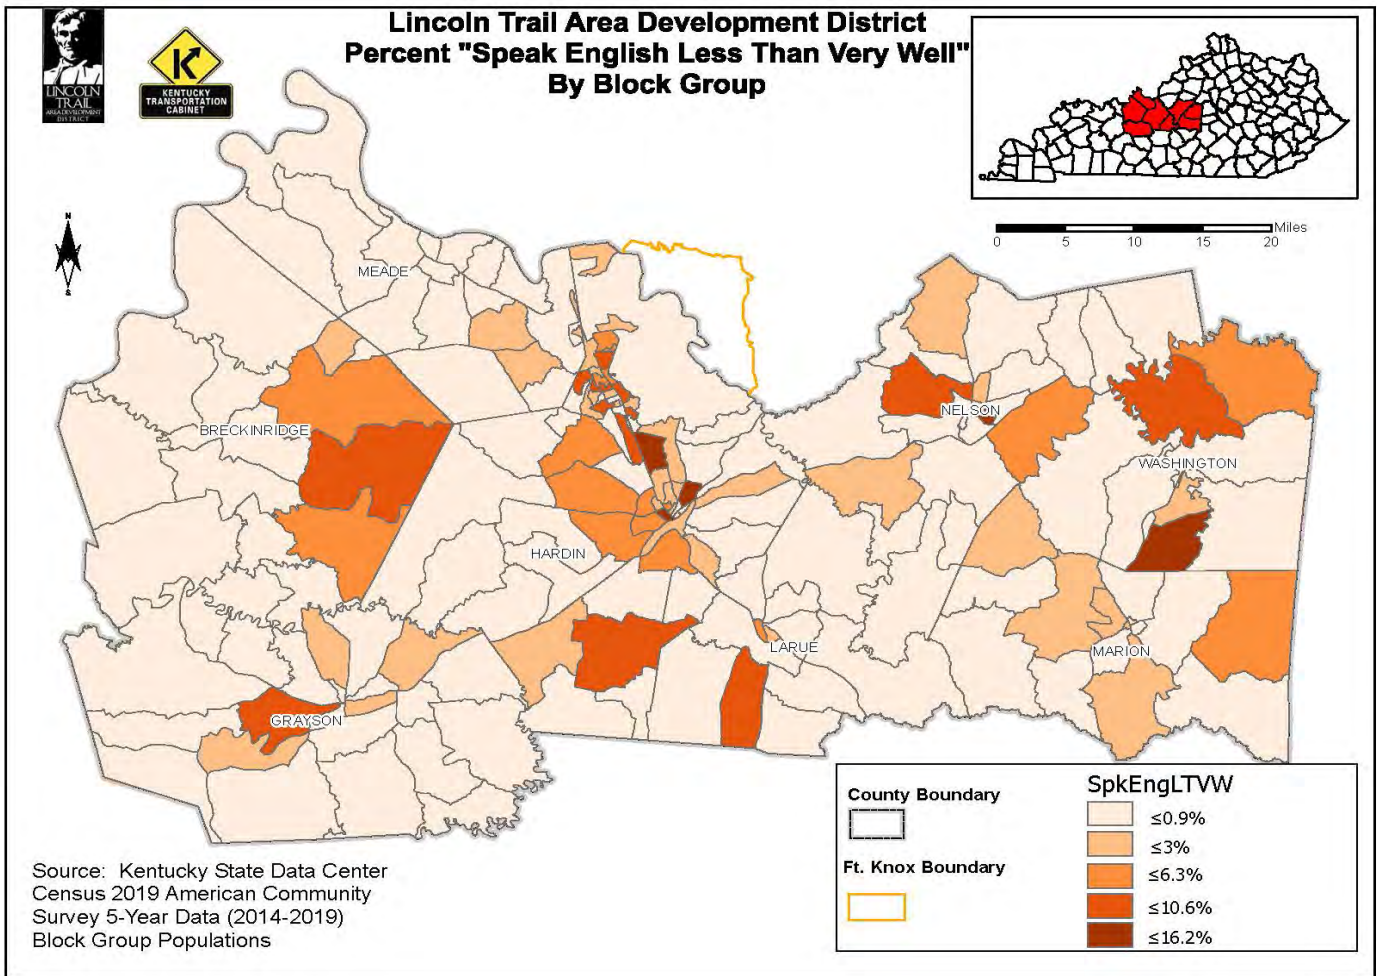 Lincoln Trail Area Development District
Percent "Speak English Less Than Very Well"
By Block Group
LINCOLN
TRAIL
AREA DEVELOPMENT
DISTRICT
KENTUCKY
TRANSPORTATION
CABINET
N
S
0 5 10 15 20 Miles
MEADE
BRECKINRIDGE
NELSON
WASHINGTON
HARDIN
LARUE
MARION
GRAYSON
County Boundary
Ft. Knox Boundary
SpkEngLTVW
≤0.9%
≤3%
≤6.3%
≤10.6%
≤16.2%
Source: Kentucky State Data Center
Census 2019 American Community
Survey 5-Year Data (2014-2019)
Block Group Populations